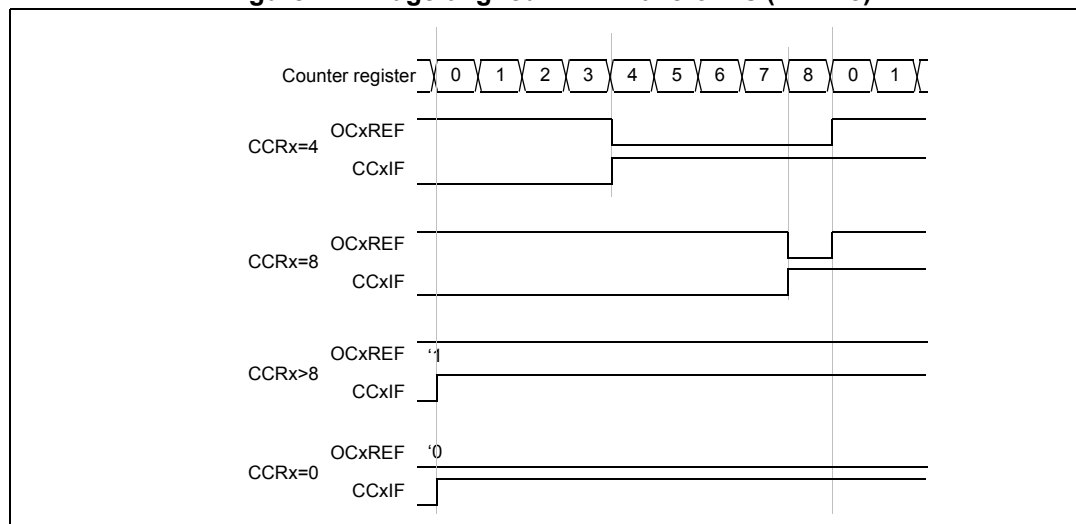 Counter register 0 1 2 3 4 5 6 7 8 0 1
OCxREF
CCRx=4
CCxIF
OCxREF
CCRx=8
CCxIF
OCxREF ‘1
CCRx>8
CCxIF
OCxREF ‘0
CCRx=0
CCxIF